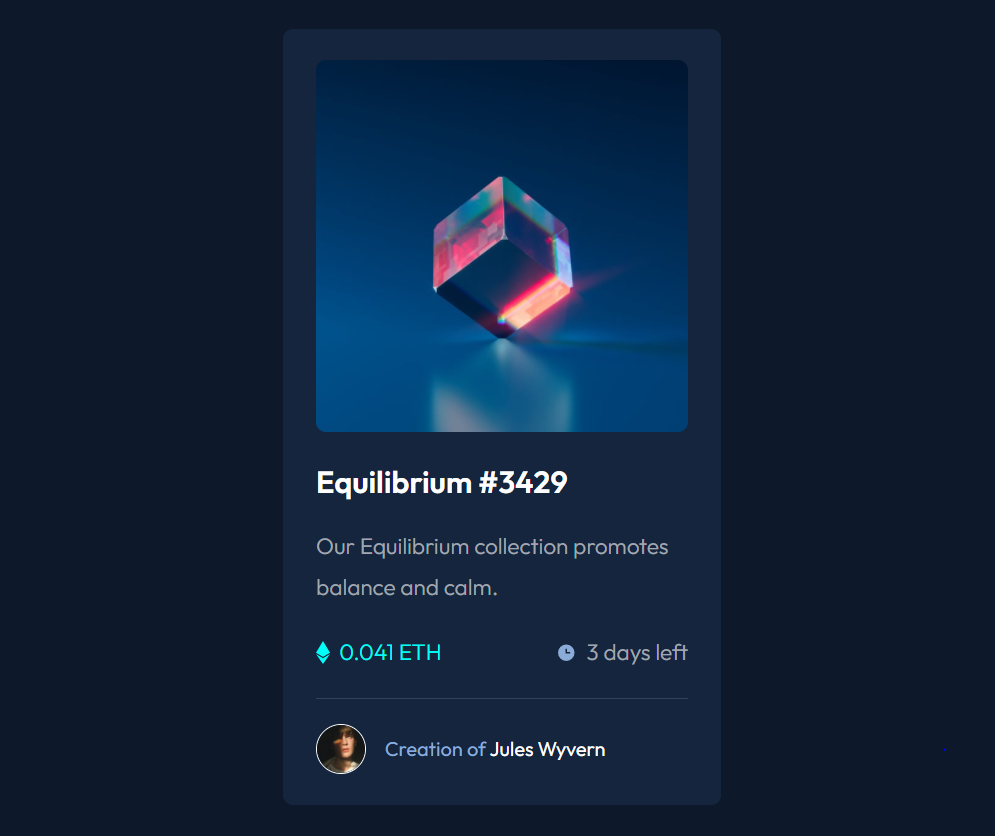 Equilibrium #3429
Our Equilibrium collection promotes
balance and calm.
0.041 ETH
3 days left
Creation of Jules Wyvern